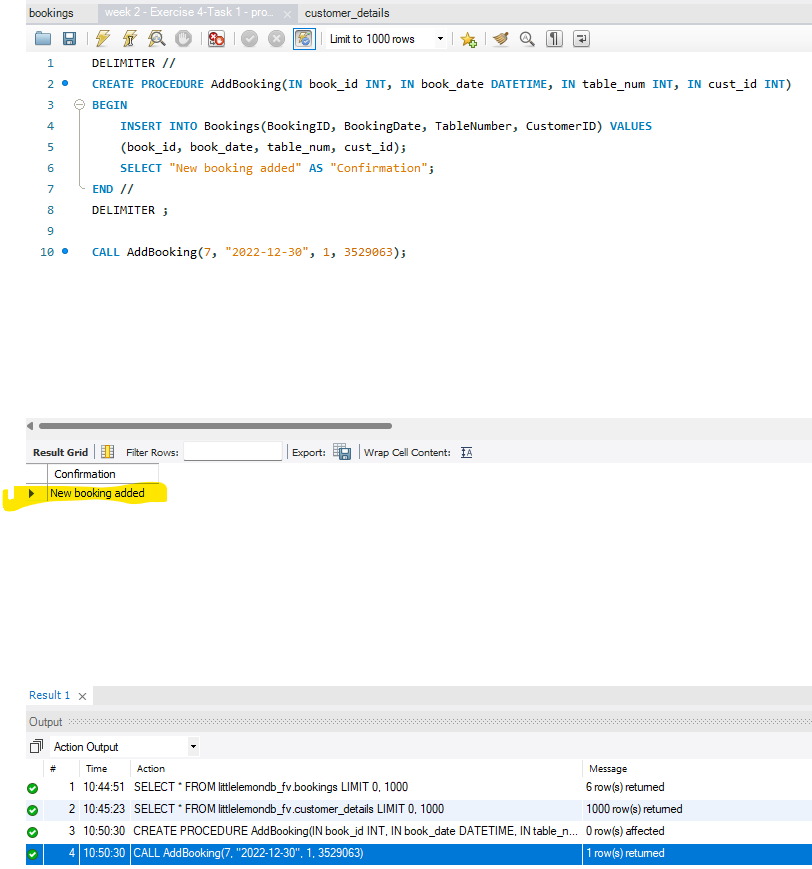 bookings week 2 - Exercise 4-Task 1 - pro... customer_details
Limit to 1000 rows
1 DELIMITER //
2 CREATE PROCEDURE AddBooking(IN book_id INT, IN book_date DATETIME, IN table_num INT, IN cust_id INT)
3 BEGIN
4 INSERT INTO Bookings(BookingID, BookingDate, TableNumber, CustomerID) VALUES
5 (book_id, book_date, table_num, cust_id);
6 SELECT "New booking added" AS "Confirmation";
7 END //
8 DELIMITER ;
9
10 CALL AddBooking(7, "2022-12-30", 1, 3529063);
Result Grid Filter Rows: Export: Wrap Cell Content:
Confirmation
New booking added
Result 1
Output
Action Output
# Time Action Message
1 10:44:51 SELECT * FROM littlelemondb_fv.bookings LIMIT 0, 1000 6 row(s) returned
2 10:45:23 SELECT * FROM littlelemondb_fv.customer_details LIMIT 0, 1000 1000 row(s) returned
3 10:50:30 CREATE PROCEDURE AddBooking(IN book_id INT, IN book_date DATETIME, IN table_n... 0 row(s) affected
4 10:50:30 CALL AddBooking(7, "2022-12-30", 1, 3529063) 1 row(s) returned